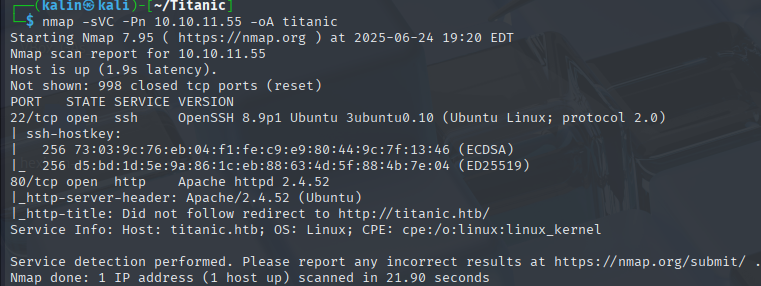 ┌──(kalin㉿kali)-[~/Titanic]
└─$ nmap -sVC -Pn 10.10.11.55 -oA titanic
Starting Nmap 7.95 ( https://nmap.org ) at 2025-06-24 19:20 EDT
Nmap scan report for 10.10.11.55
Host is up (1.9s latency).
Not shown: 998 closed tcp ports (reset)
PORT   STATE SERVICE VERSION
22/tcp open  ssh     OpenSSH 8.9p1 Ubuntu 3ubuntu0.10 (Ubuntu Linux; protocol 2.0)
| ssh-hostkey:
|   256 73:03:9c:76:eb:04:f1:fe:c9:e9:80:44:9c:7f:13:46 (ECDSA)
|_  256 d5:bd:1d:5e:9a:86:1c:eb:88:63:4d:5f:88:4b:7e:04 (ED25519)
80/tcp open  http    Apache httpd 2.4.52
|_http-server-header: Apache/2.4.52 (Ubuntu)
|_http-title: Did not follow redirect to http://titanic.htb/
Service Info: Host: titanic.htb; OS: Linux; CPE: cpe:/o:linux:linux_kernel

Service detection performed. Please report any incorrect results at https://nmap.org/submit/ .
Nmap done: 1 IP address (1 host up) scanned in 21.90 seconds